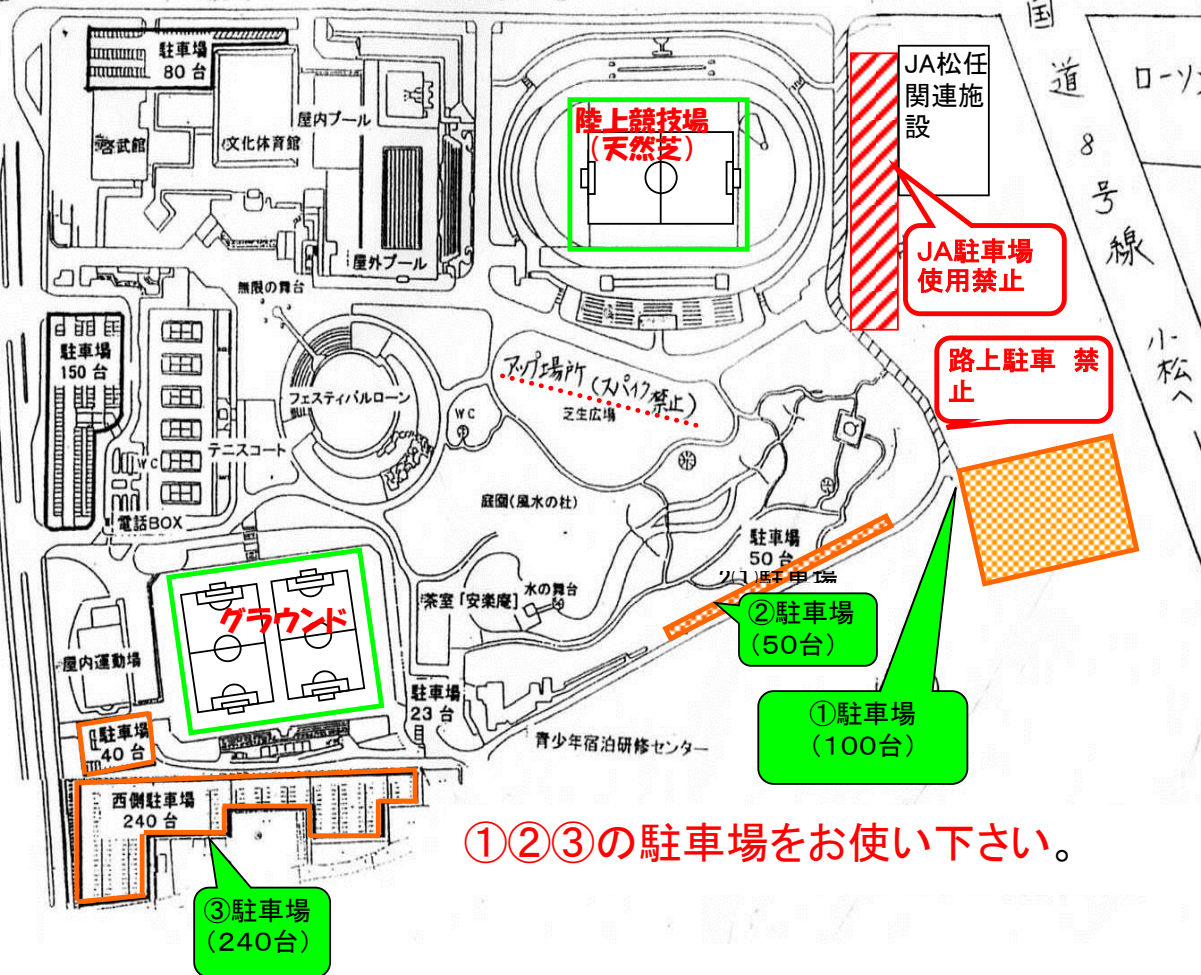 国
道
8
号
線
小松へ
駐車場
80台
啓武館
文化体育館
屋内プール
屋外プール
陸上競技場
(天然芝)
JA松任
関連施
設
JA駐車場
使用禁止
路上駐車 禁
止
無限の舞台
駐車場
150台
フェスティバルローン
WC
テニスコート
WC
電話BOX
アップ場所(スパイク禁止)
芝生広場
庭園(風水の杜)
駐車場
50台
②駐車場
(50台)
①駐車場
(100台)
茶室「安楽庵」
水の舞台
グラウンド
屋内運動場
駐車場
23台
青少年宿泊研修センター
駐車場
40台
西側駐車場
240台
①②③の駐車場をお使い下さい。
③駐車場
(240台)